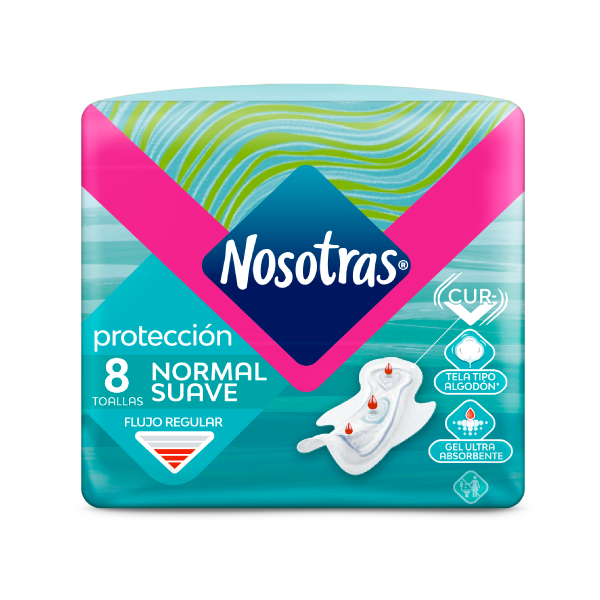 Nosotras®
CUR-
protección
8 NORMAL
TOALLAS SUAVE
FLUJO REGULAR
TELA TIPO
ALGODÓN*
GEL ULTRA
ABSORBENTE